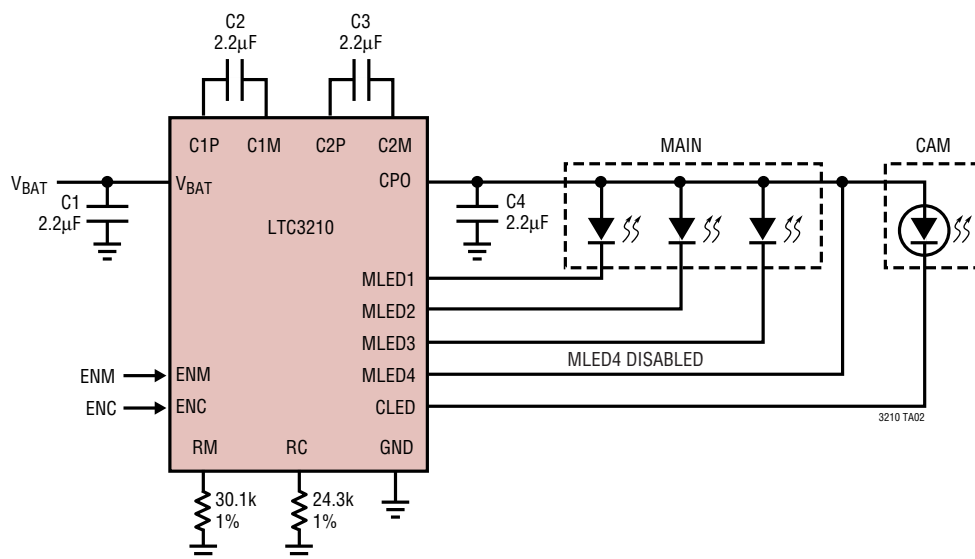 C2
2.2µF
C3
2.2µF
C1P C1M C2P C2M
MAIN
CAM
VBAT
VBAT
CPO
C1
2.2µF
LTC3210
C4
2.2µF
MLED1
MLED2
MLED3
MLED4 DISABLED
ENM
ENM
MLED4
ENC
ENC
CLED
3210 TA02
RM RC GND
30.1k
1%
24.3k
1%